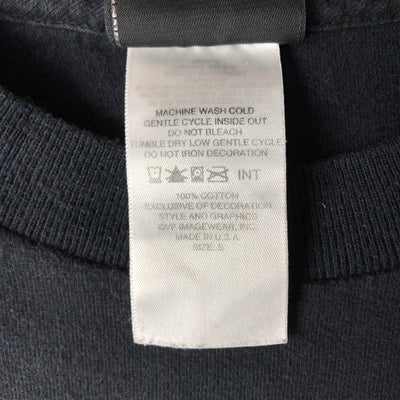 MACHINE WASH COLD
GENTLE CYCLE INSIDE OUT
DO NOT BLEACH
TUMBLE DRY LOW GENTLE CYCLE
DO NOT IRON DECORATION
INT
100% COTTON
EXCLUSIVE OF DECORATION
STYLE AND GRAPHICS
©VF IMAGEWEAR, INC.
MADE IN U.S.A.
SIZE: S